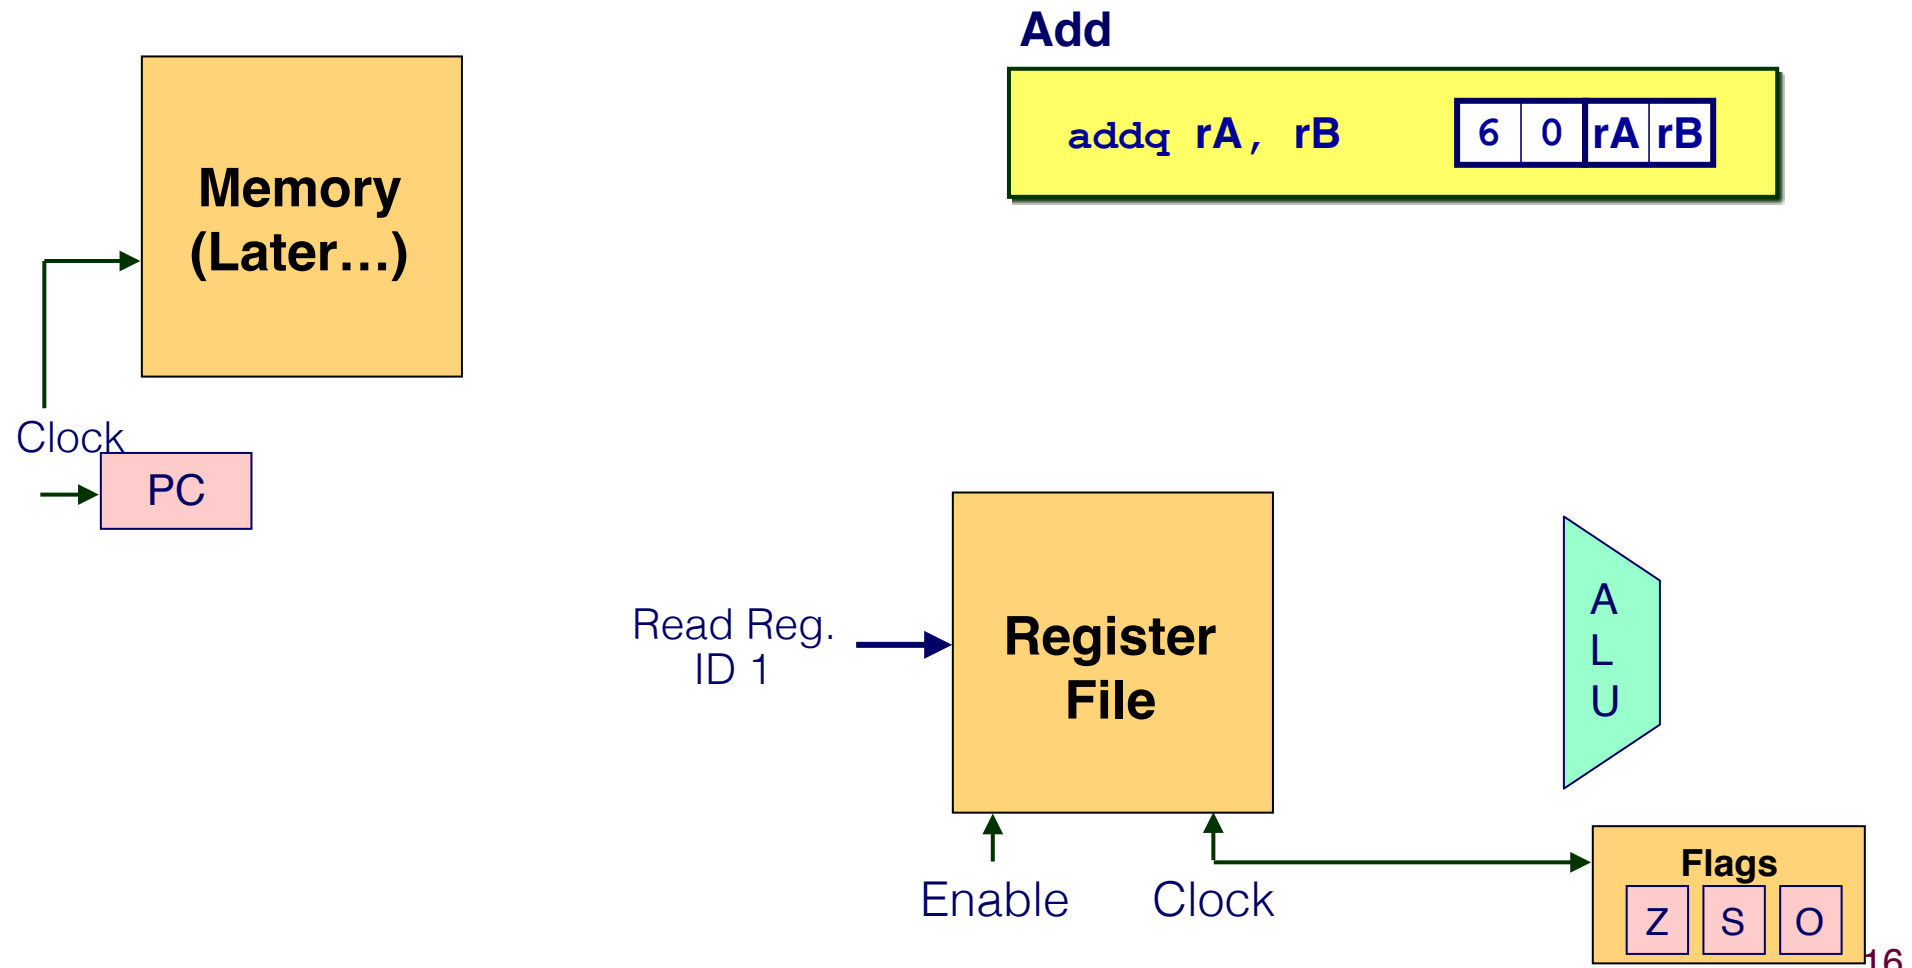 Add
addq rA, rB
6 0 rA rB
Memory
(Later…)
Clock
PC
Read Reg.
ID 1
Register
File
A
L
U
Enable
Clock
Flags
Z S O
16